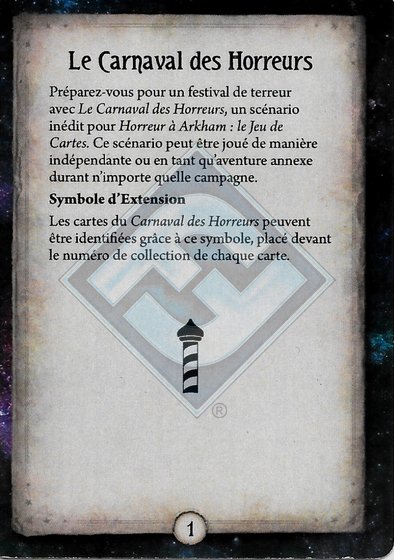 Le Carnaval des Horreurs
Préparez-vous pour un festival de terreur
avec Le Carnaval des Horreurs, un scénario
inédit pour Horreur à Arkham : le Jeu de
Cartes. Ce scénario peut être joué de manière
indépendante ou en tant qu'aventure annexe
durant n'importe quelle campagne.
Symbole d'Extension
Les cartes du Carnaval des Horreurs peuvent
être identifiées grâce à ce symbole, placé devant
le numéro de collection de chaque carte.
®
1